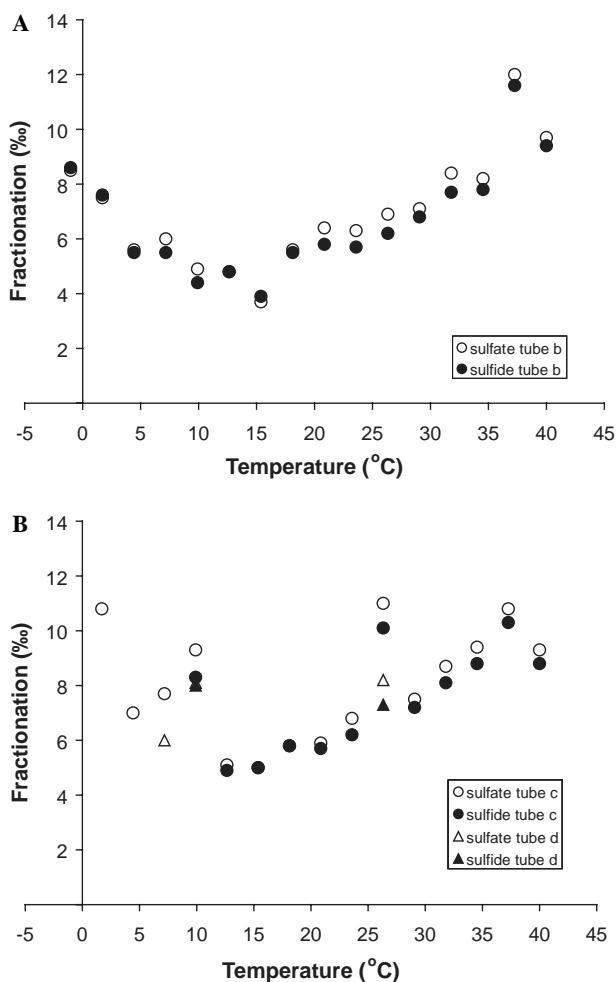 A
14
12
10
8
6
4
2
Fractionation (‰)
sulfate tube b
sulfide tube b
-5 0 5 10 15 20 25 30 35 40 45
Temperature (°C)
B
14
12
10
8
6
4
2
Fractionation (‰)
sulfate tube c
sulfide tube c
sulfate tube d
sulfide tube d
-5 0 5 10 15 20 25 30 35 40 45
Temperature (°C)